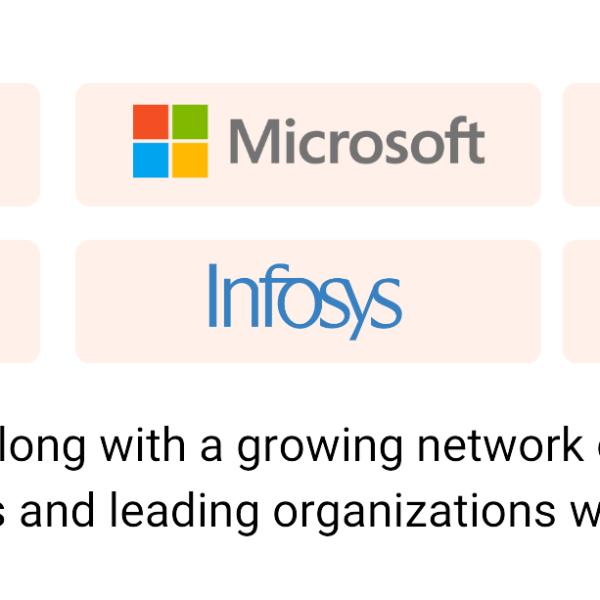 Microsoft
Infosys
long with a growing network
and leading organizations